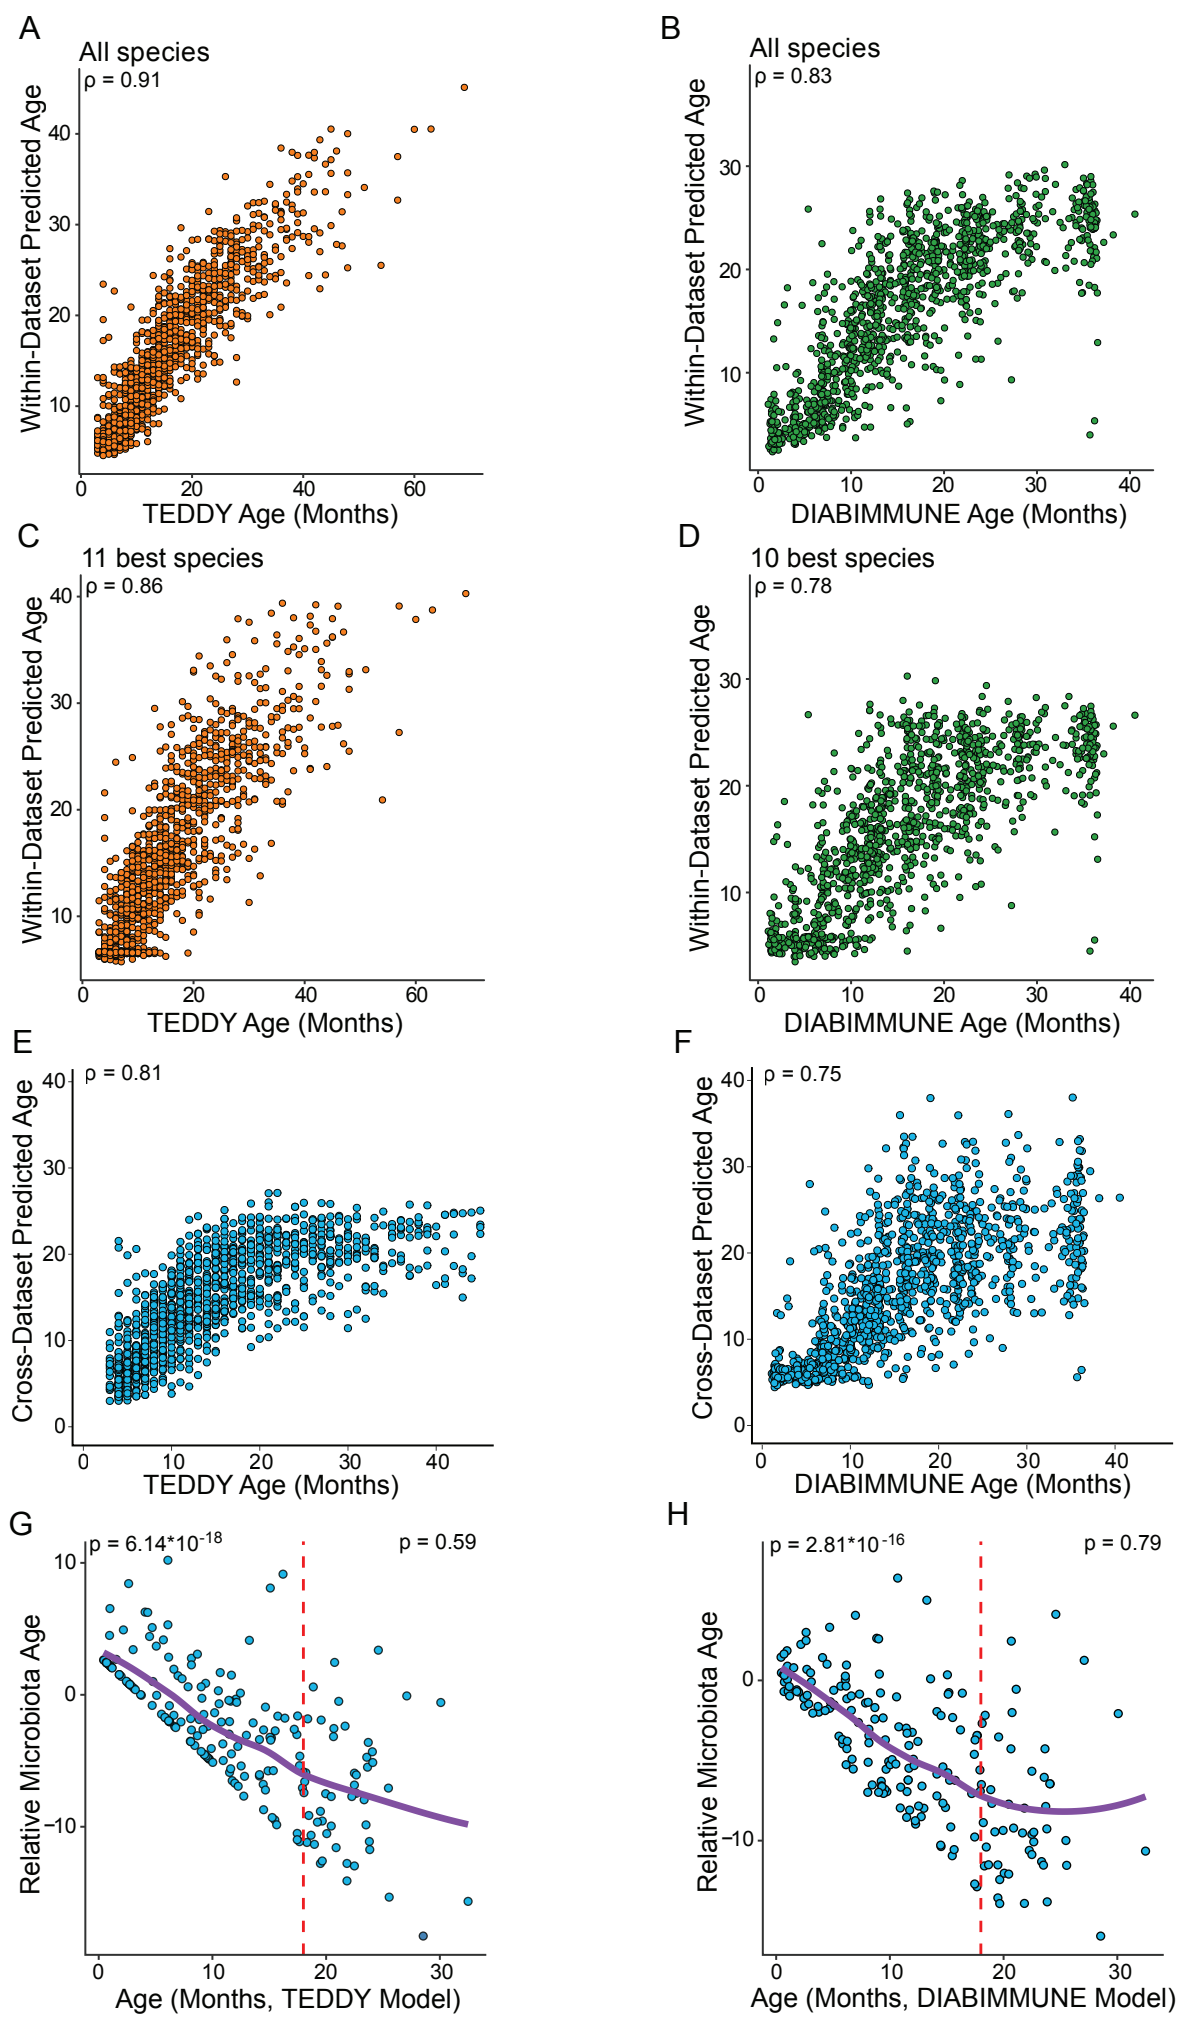 A
All species
ρ = 0.91
Within-Dataset Predicted Age
40
30
20
10
0
20
40
60
TEDDY Age (Months)
B
All species
ρ = 0.83
Within-Dataset Predicted Age
30
20
10
0
10
20
30
40
DIABIMMUNE Age (Months)
C
11 best species
ρ = 0.86
Within-Dataset Predicted Age
40
30
20
10
0
20
40
60
TEDDY Age (Months)
D
10 best species
ρ = 0.78
Within-Dataset Predicted Age
30
20
10
0
10
20
30
40
DIABIMMUNE Age (Months)
E
ρ = 0.81
Cross-Dataset Predicted Age
40
30
20
10
0
0
10
20
30
40
TEDDY Age (Months)
F
ρ = 0.75
Cross-Dataset Predicted Age
40
30
20
10
0
0
10
20
30
40
DIABIMMUNE Age (Months)
G
p = 6.14*10-18
p = 0.59
Relative Microbiota Age
10
0
−10
0
10
20
30
Age (Months, TEDDY Model)
H
p = 2.81*10-16
p = 0.79
Relative Microbiota Age
0
−10
0
10
20
30
Age (Months, DIABIMMUNE Model)